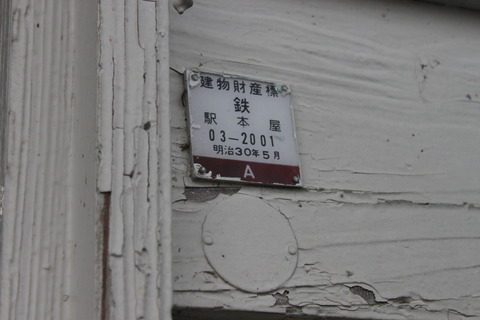 建物財産標
鉄
駅本屋
03-2001
明治30年5月
A